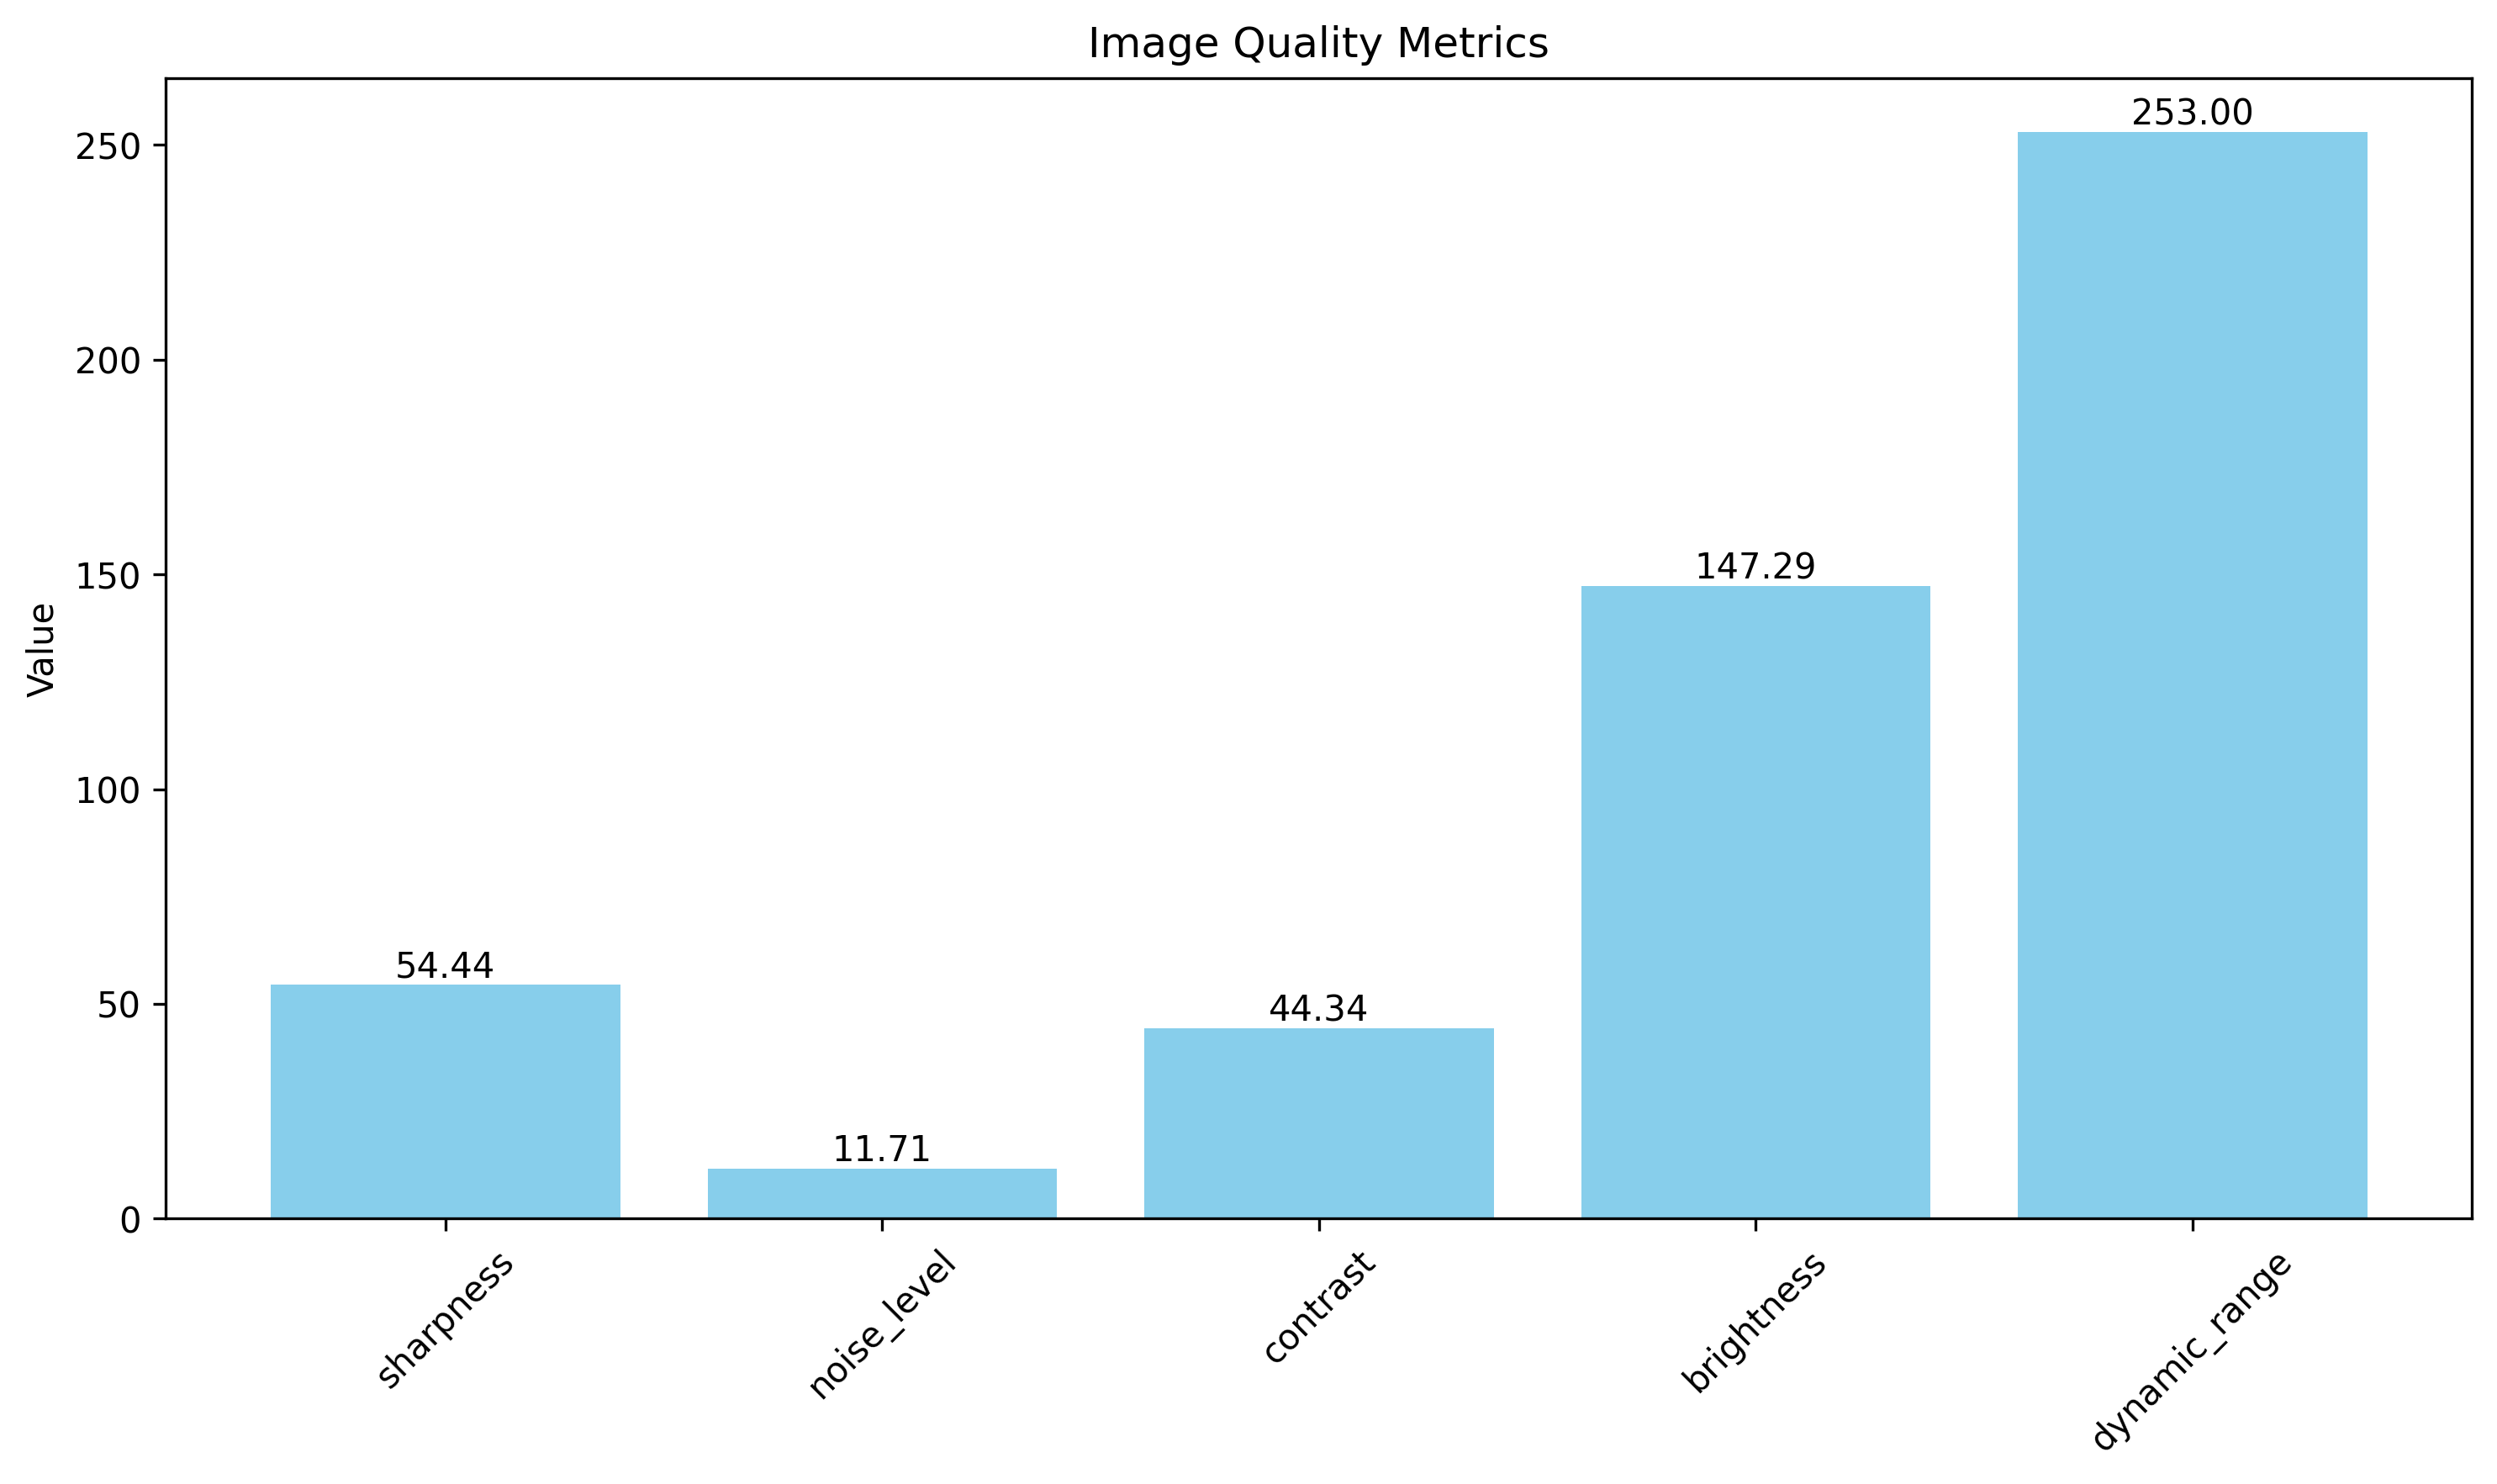 Image Quality Metrics
Value
250
200
150
100
50
0
54.44
11.71
44.34
147.29
253.00
sharpness
noise_level
contrast
brightness
dynamic_range